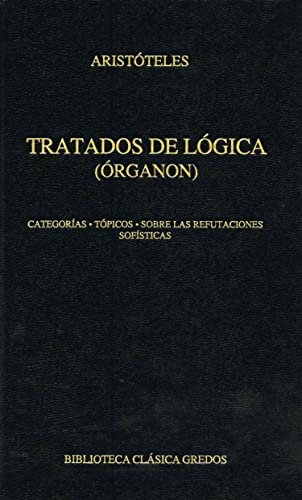 ARISTÓTELES
TRATADOS DE LÓGICA
(ÓRGANON)
CATEGORÍAS • TÓPICOS • SOBRE LAS REFUTACIONES
SOFÍSTICAS
BIBLIOTECA CLÁSICA GREDOS